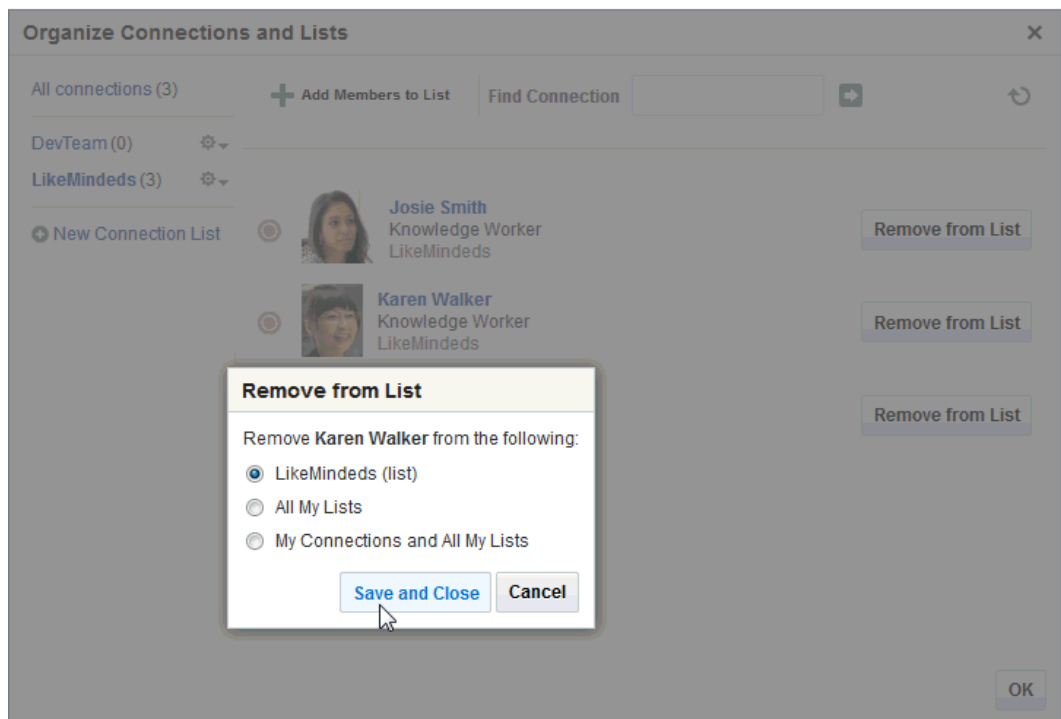 Organize Connections and Lists
All connections (3)
Add Members to List
Find Connection
DevTeam (0)
LikeMindeds (3)
New Connection List
Josie Smith
Knowledge Worker
LikeMindeds
Remove from List
Karen Walker
Knowledge Worker
LikeMindeds
Remove from List
Remove from List
Remove from List
Remove Karen Walker from the following:
LikeMindeds (list)
All My Lists
My Connections and All My Lists
Save and Close
Cancel
OK